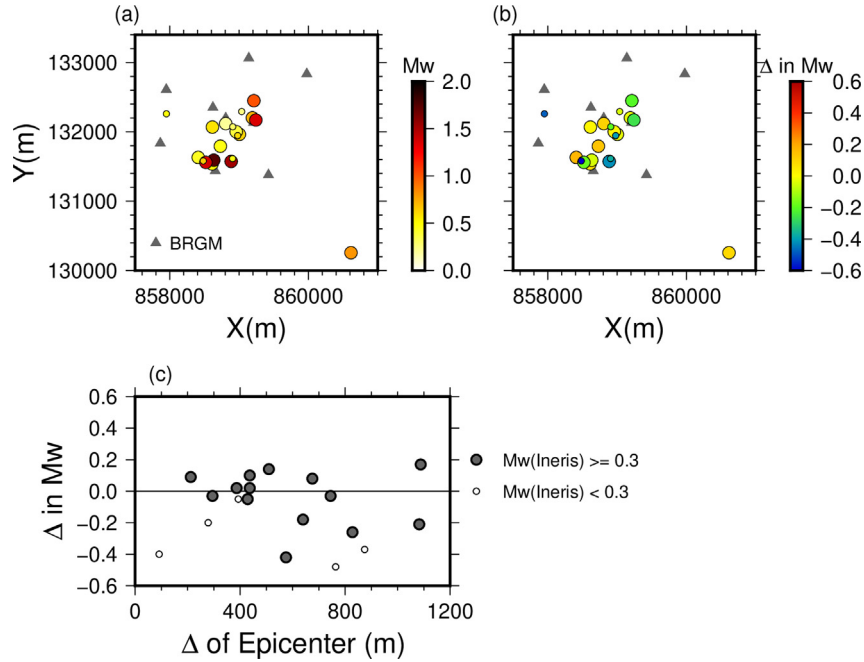 (a)
(b)
133000
132000
131000
130000
Y(m)
858000
860000
X(m)
BRGM
Mw
2.0
1.5
1.0
0.5
0.0
858000
860000
X(m)
Δ in Mw
0.6
0.4
0.2
0.0
−0.2
−0.4
−0.6
(c)
0.6
0.4
0.2
0.0
−0.2
−0.4
−0.6
Δ in Mw
0
400
800
1200
Δ of Epicenter (m)
Mw(Ineris) >= 0.3
Mw(Ineris) < 0.3